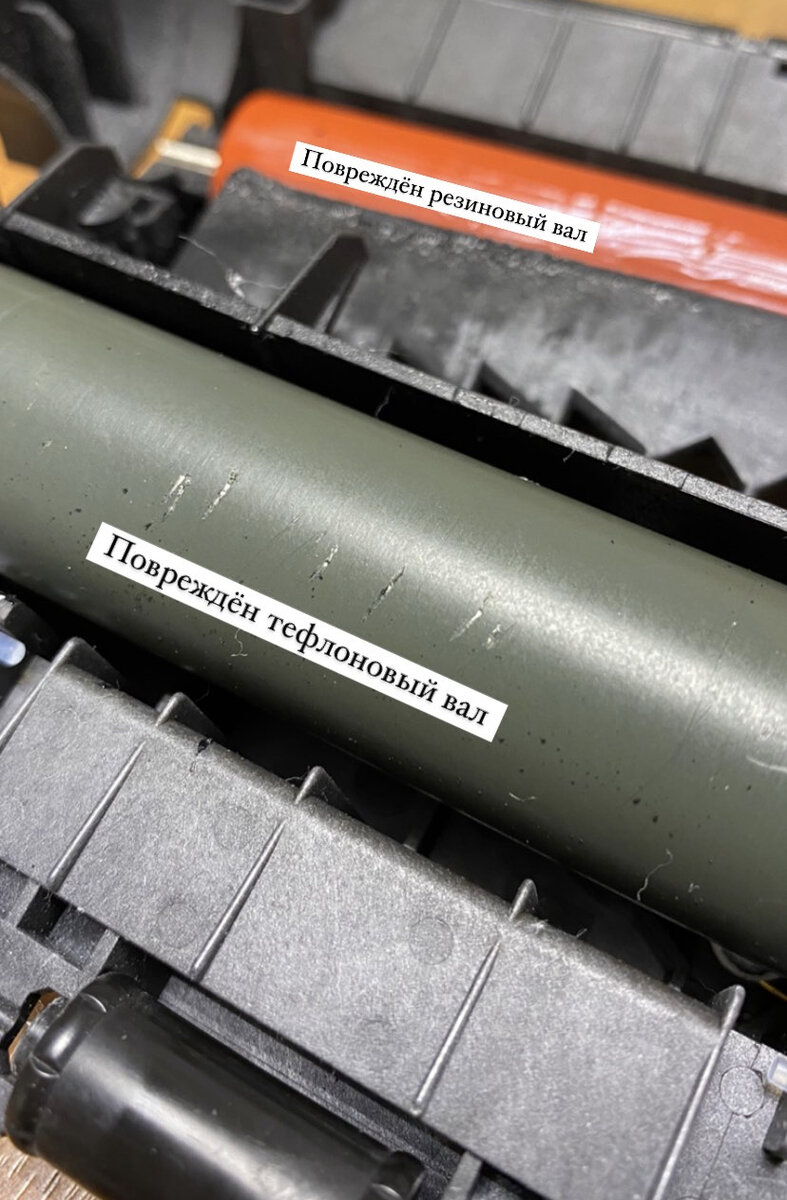 Повреждён резиновый вал
Повреждён тефлоновый вал